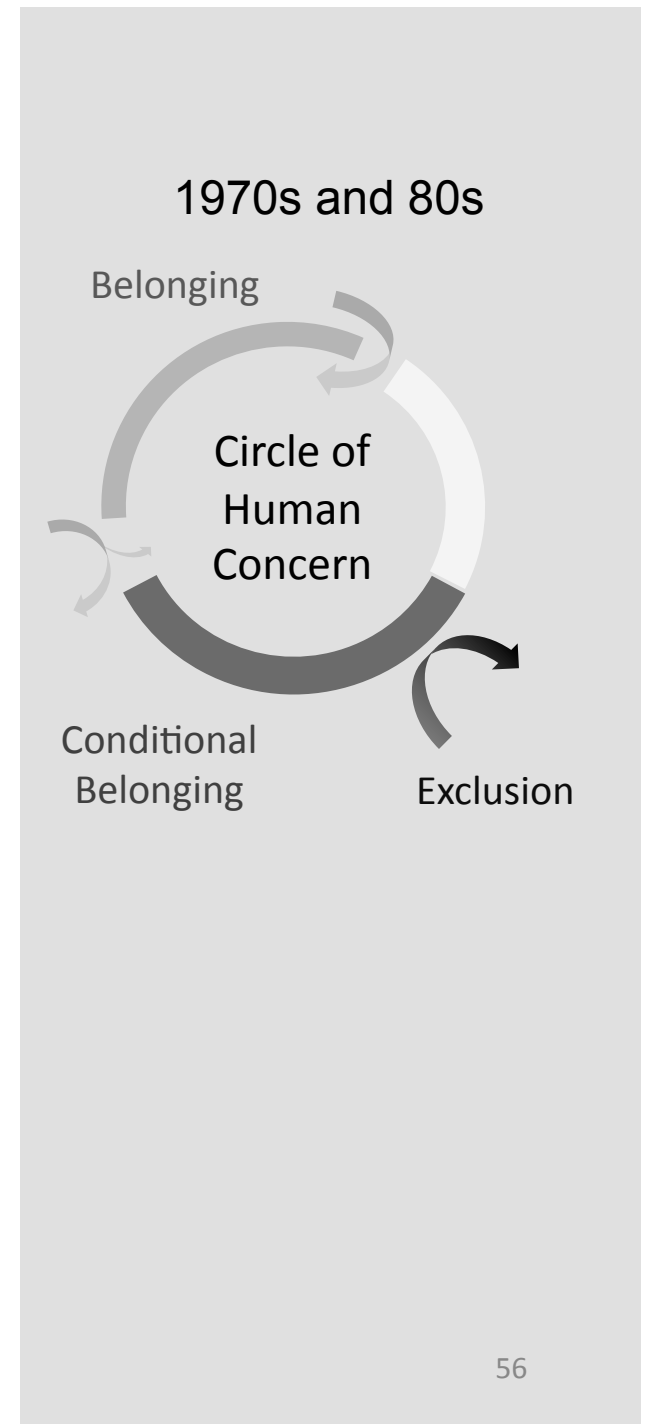 1970s and 80s
Belonging
Circle of
Human
Concern
Conditional
Belonging
Exclusion
56